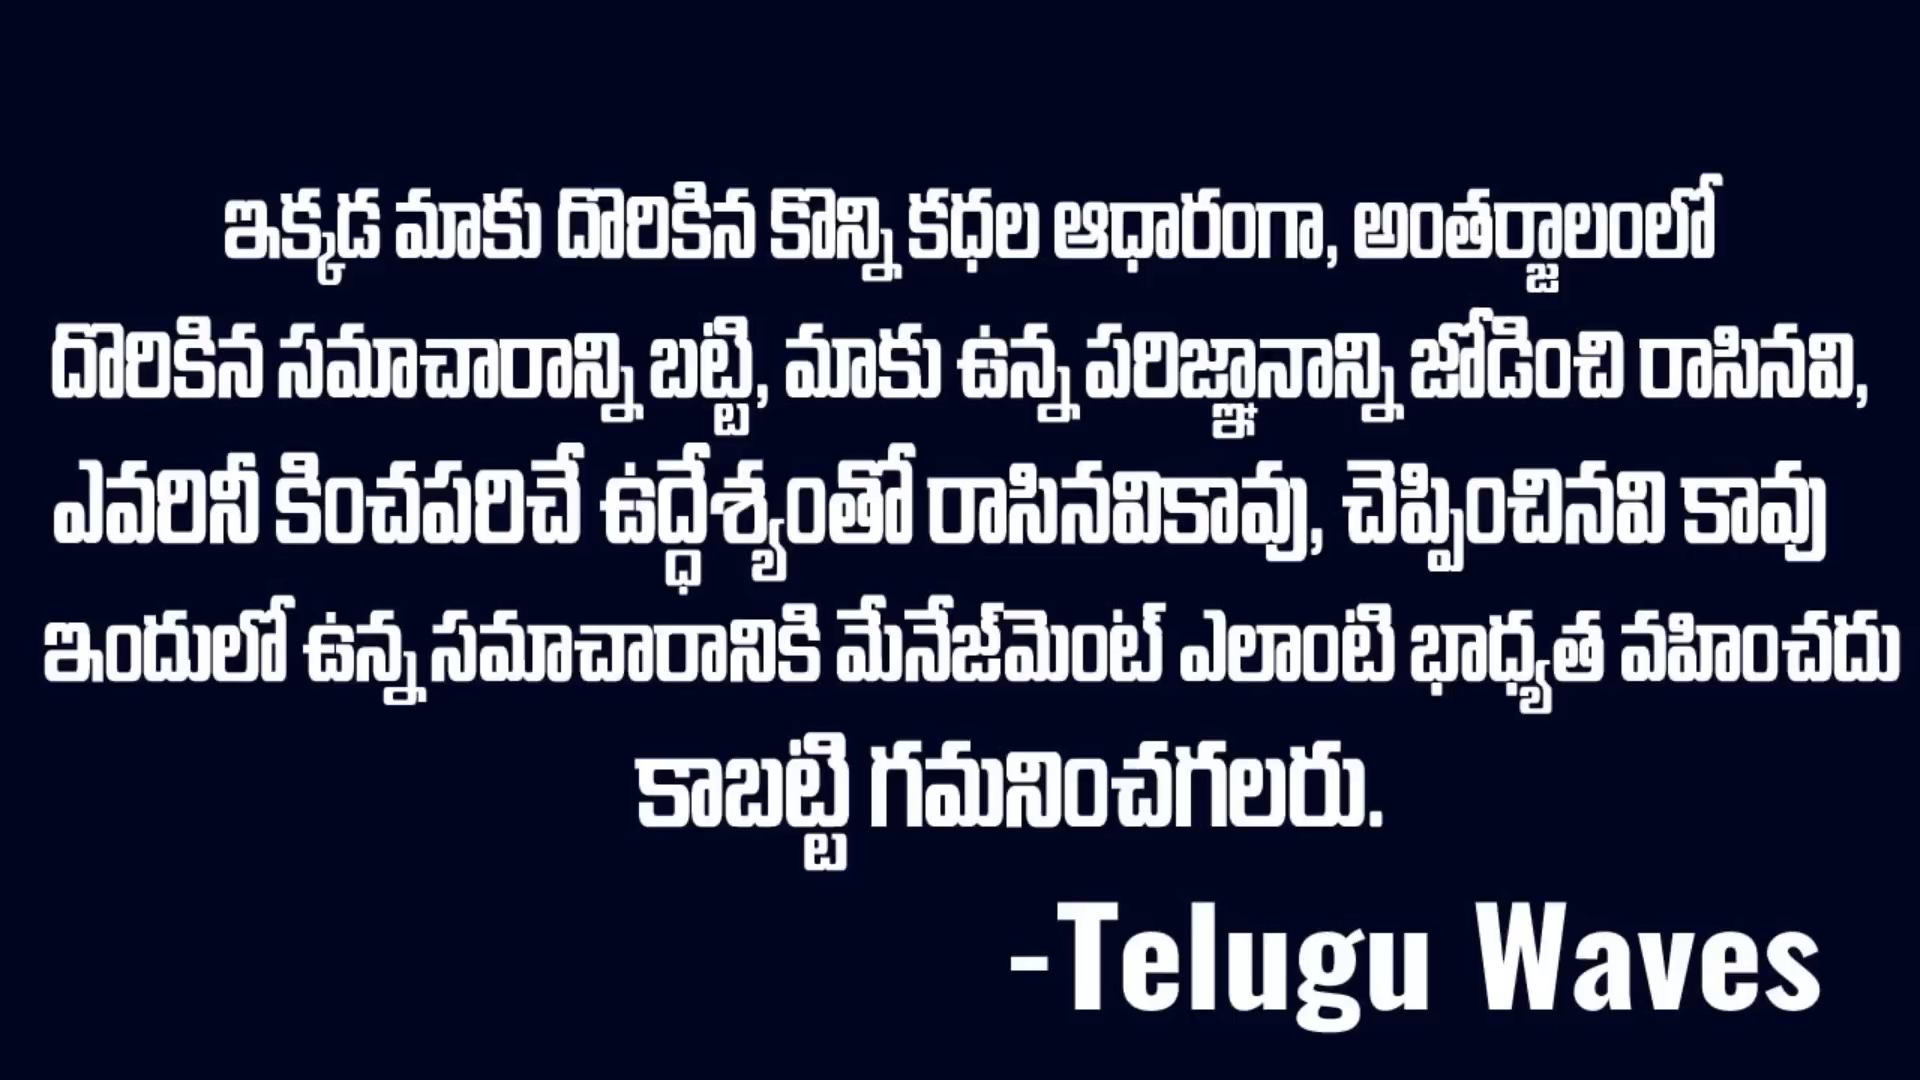 ఇక్కడ మాకు దొరికిన కొన్ని కధల ఆధారంగా, అంతర్జాలంలో
దొరికిన సమాచారాన్ని బట్టి, మాకు ఉన్న పరిజ్ఞానాన్ని జోడించి రాసినవి,
ఎవరినీ కించపరిచే ఉద్ధేశ్యంతో రాసినవికావు, చెప్పించినవి కావు
ఇందులో ఉన్న సమాచారానికి మేనేజ్‌మెంట్ ఎలాంటి భాధ్యత వహించదు
కాబట్టి గమనించగలరు.
-Telugu Waves